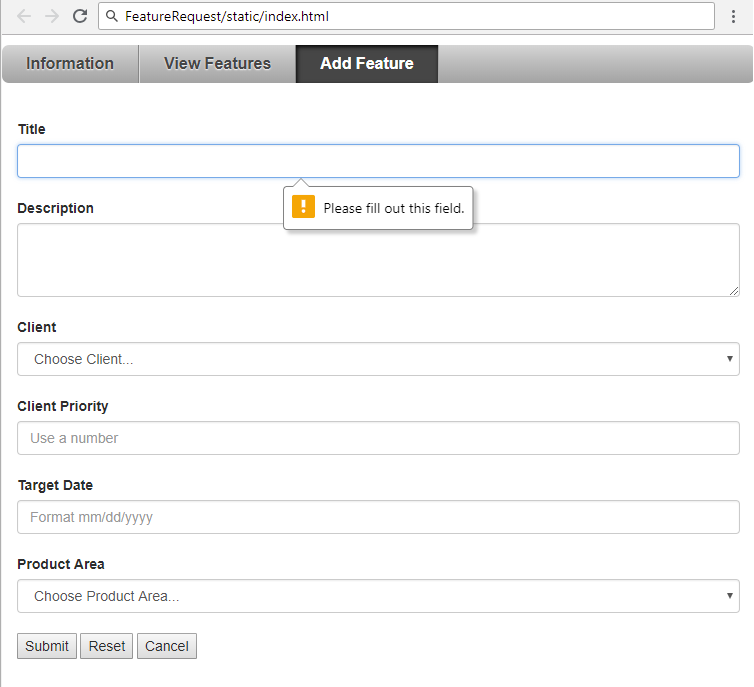 FeatureRequest/static/index.html
Information View Features Add Feature
Title
Please fill out this field.
Description
Client
Choose Client...
Client Priority
Use a number
Target Date
Format mm/dd/yyyy
Product Area
Choose Product Area...
Submit Reset Cancel